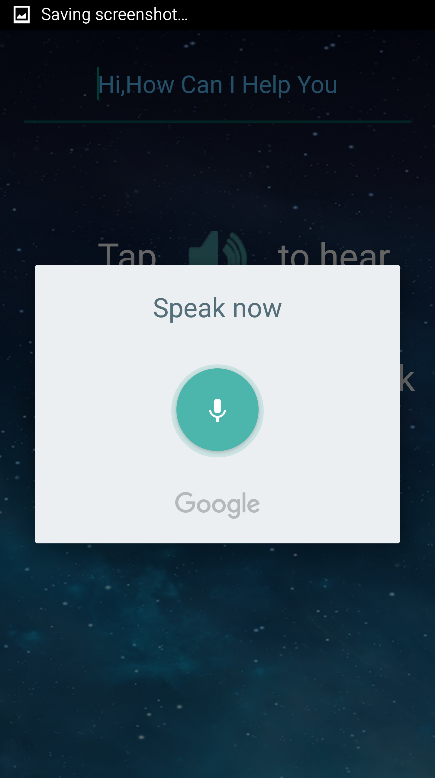 Saving screenshot...
Hi,How Can I Help You
Tap to hear
Speak now
k
Google